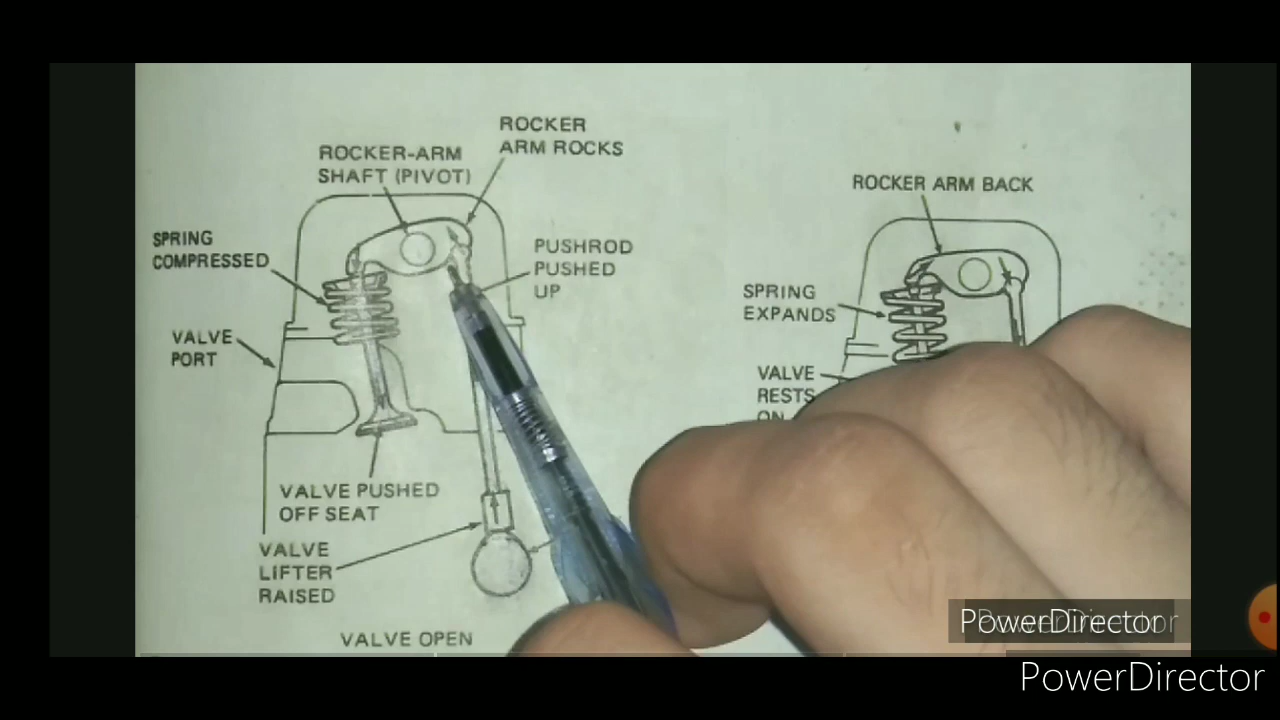 ROCKER
ARM ROCKS
ROCKER-ARM
SHAFT (PIVOT)
SPRING
COMPRESSED
PUSHROD
PUSHED
UP
VALVE
PORT
VALVE PUSHED
OFF SEAT
VALVE
LIFTER
RAISED
VALVE OPEN
ROCKER ARM BACK
SPRING
EXPANDS
VALVE
RESTS
ON
PowerDirector
PowerDirector